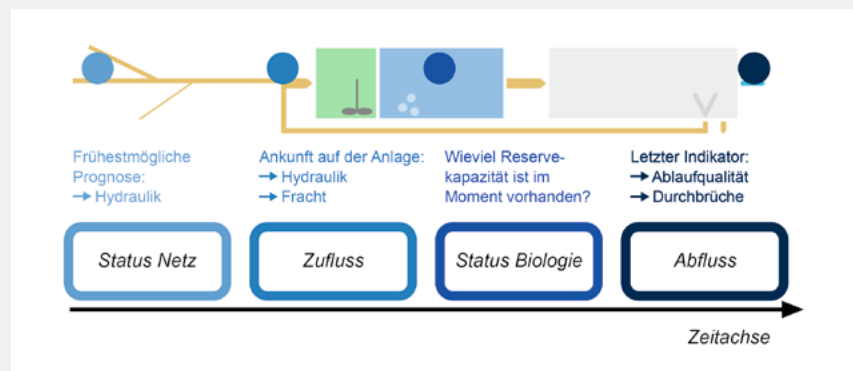 Frühestmögliche
Prognose:
→ Hydraulik
Ankunft auf der Anlage:
→ Hydraulik
→ Fracht
Wieviel Reserve-
kapazität ist im
Moment vorhanden?
Letzter Indikator:
→ Ablaufqualität
→ Durchbrüche
Status Netz
Zufluss
Status Biologie
Abfluss
Zeitachse